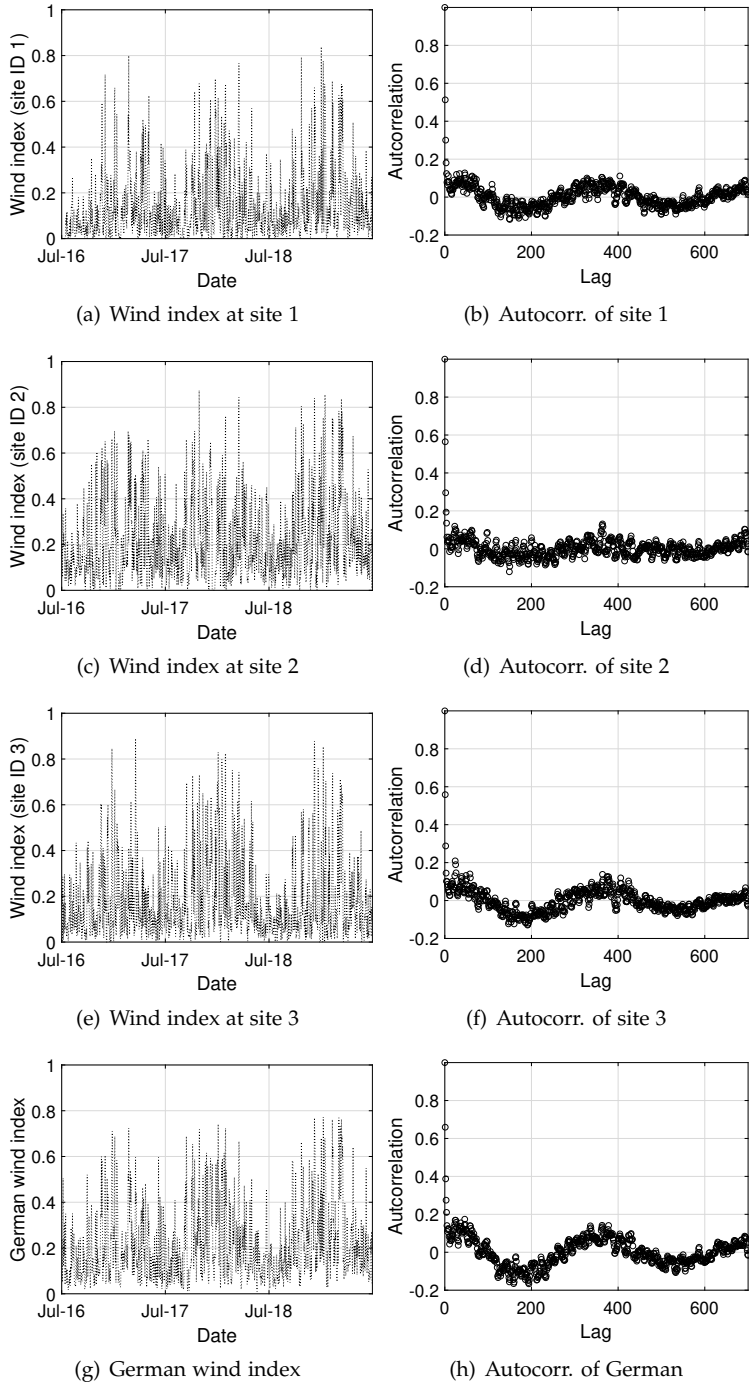 1
0.8
0.6
0.4
0.2
0
Wind index (site ID 1)
Jul-16 Jul-17 Jul-18
Date
(a) Wind index at site 1
1
0.8
0.6
0.4
0.2
0
-0.2
Autocorrelation
0 200 400 600
Lag
(b) Autocorr. of site 1
1
0.8
0.6
0.4
0.2
0
Wind index (site ID 2)
Jul-16 Jul-17 Jul-18
Date
(c) Wind index at site 2
0.8
0.6
0.4
0.2
0
-0.2
Autocorrelation
0 200 400 600
Lag
(d) Autocorr. of site 2
1
0.8
0.6
0.4
0.2
0
Wind index (site ID 3)
Jul-16 Jul-17 Jul-18
Date
(e) Wind index at site 3
0.8
0.6
0.4
0.2
0
-0.2
Autcorrelation
0 200 400 600
Lag
(f) Autocorr. of site 3
1
0.8
0.6
0.4
0.2
0
German wind index
Jul-16 Jul-17 Jul-18
Date
(g) German wind index
0.8
0.6
0.4
0.2
0
-0.2
Autocorrelation
0 200 400 600
Lag
(h) Autocorr. of German